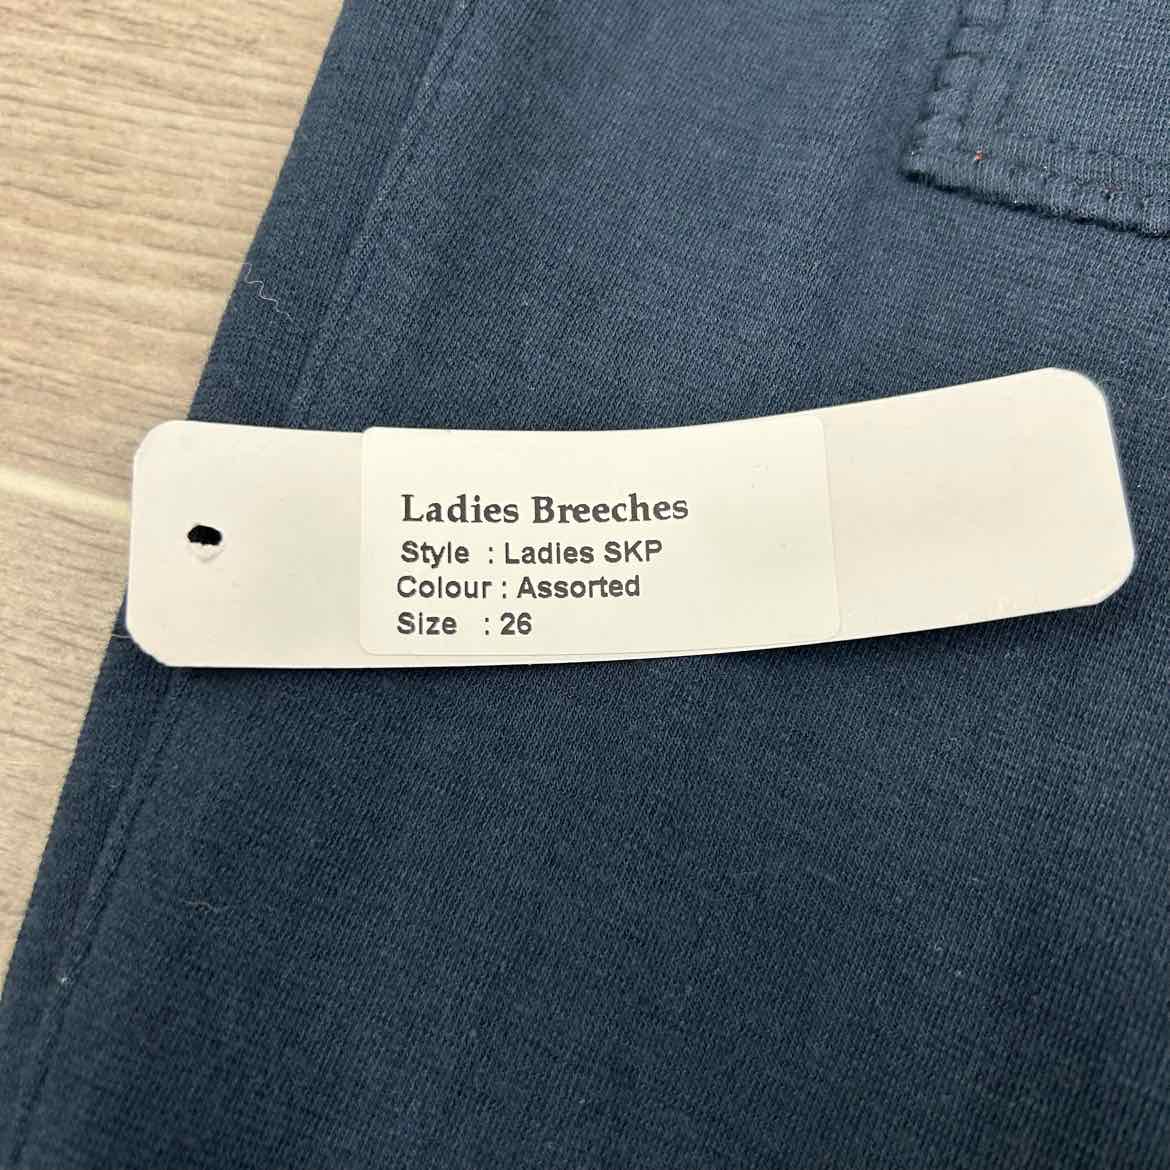 Ladies Breeches
Style : Ladies SKP
Colour : Assorted
Size : 26